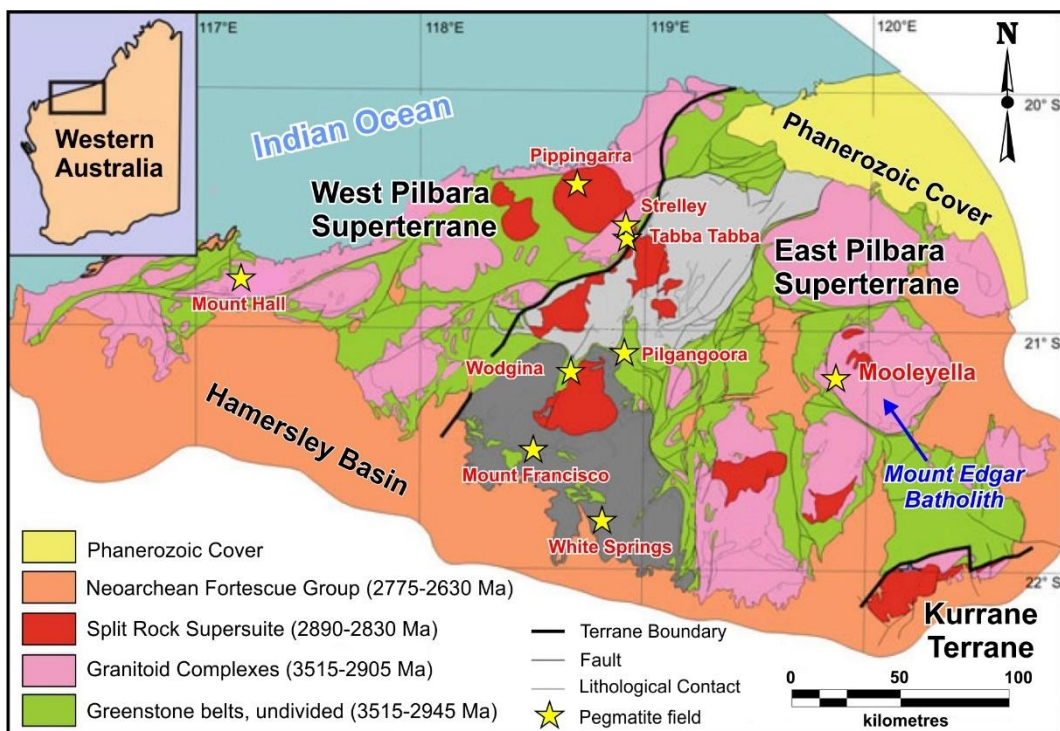 117°E
118°E
119°E
120°E
N
20° S
Western
Australia
Indian Ocean
Phanerozoic Cover
Pippingarra
West Pilbara
Superterrane
Strelley
Tabba Tabba
East Pilbara
Superterrane
Mount Hall
21° S
Pilgangoora
Wodgina
Mooleyella
Hamersley Basin
Mount Francisco
Mount Edgar
Batholith
White Springs
22° S
Kurrane
Terrane
Phanerozoic Cover
Neoarchean Fortescue Group (2775-2630 Ma)
Split Rock Supersuite (2890-2830 Ma)
Granitoid Complexes (3515-2905 Ma)
Greenstone belts, undivided (3515-2945 Ma)
Terrane Boundary
Fault
Lithological Contact
Pegmatite field
0 50 100
kilometres